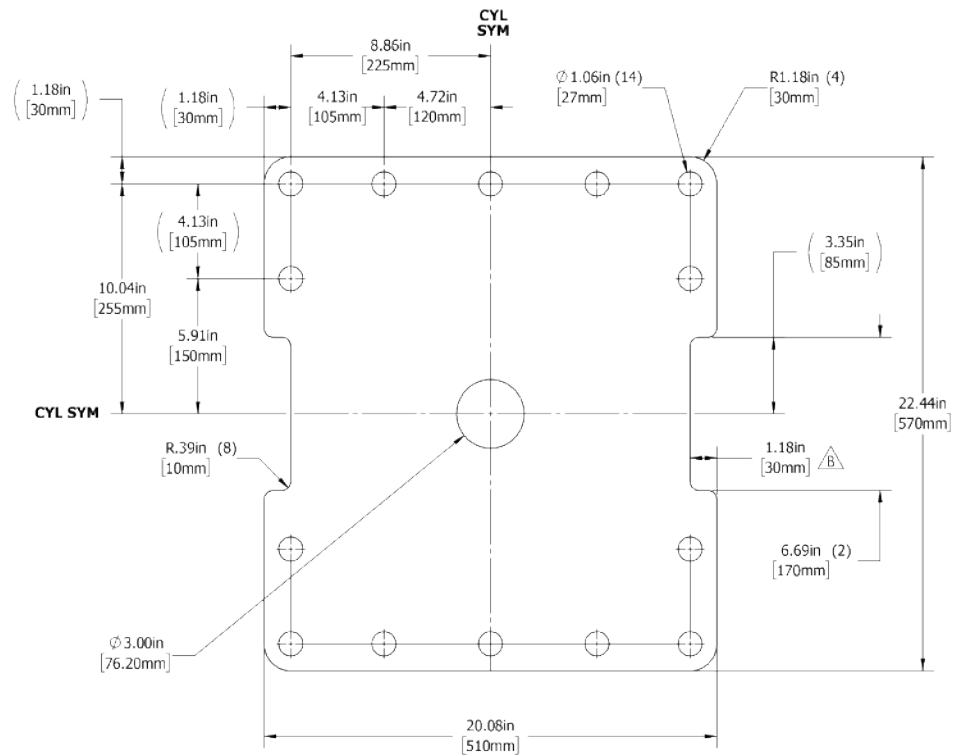 CYL
SYM
8.86in
[225mm]
(1.18in
[30mm])
(1.18in
[30mm])
4.13in
[105mm]
4.72in
[120mm]
∅1.06in (14)
[27mm]
R1.18in (4)
[30mm]
(4.13in
[105mm])
(3.35in
[85mm])
10.04in
[255mm]
5.91in
[150mm]
CYL SYM
22.44in
[570mm]
R.39in (8)
[10mm]
1.18in
[30mm] B
6.69in (2)
[170mm]
∅3.00in
[76.20mm]
20.08in
[510mm]